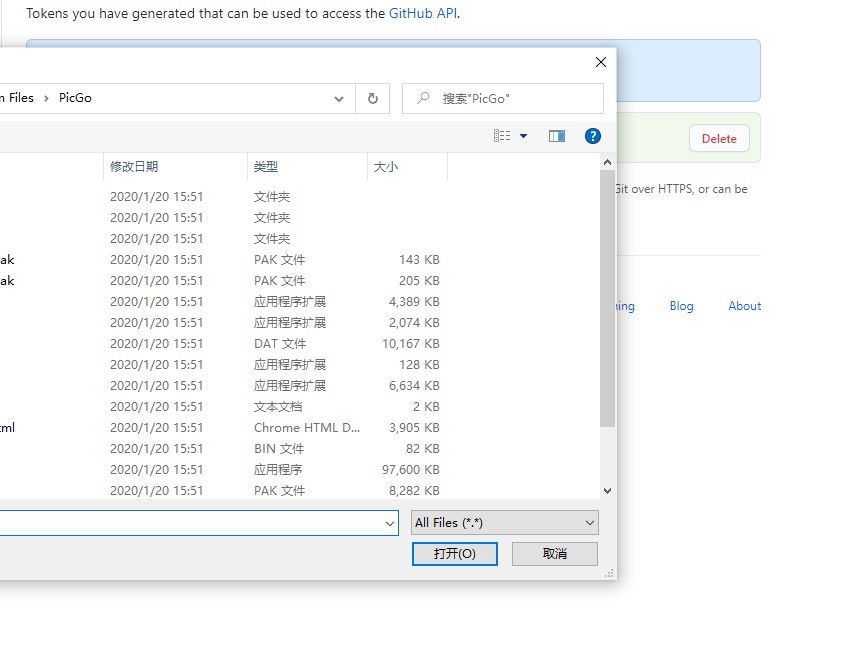 Tokens you have generated that can be used to access the GitHub API.
Files › PicGo
搜索"PicGo"
Delete
Git over HTTPS, or can be
修改日期 类型 大小
2020/1/20 15:51 文件夹
2020/1/20 15:51 文件夹
2020/1/20 15:51 文件夹
ak 2020/1/20 15:51 PAK 文件 143 KB
ak 2020/1/20 15:51 PAK 文件 205 KB
2020/1/20 15:51 应用程序扩展 4,389 KB
2020/1/20 15:51 应用程序扩展 2,074 KB
2020/1/20 15:51 DAT 文件 10,167 KB
2020/1/20 15:51 应用程序扩展 128 KB
2020/1/20 15:51 应用程序扩展 6,634 KB
2020/1/20 15:51 文本文档 2 KB
ml 2020/1/20 15:51 Chrome HTML D... 3,905 KB
2020/1/20 15:51 BIN 文件 82 KB
2020/1/20 15:51 应用程序 97,600 KB
2020/1/20 15:51 PAK 文件 8,282 KB
ning Blog About
All Files (*.*)
打开(O) 取消